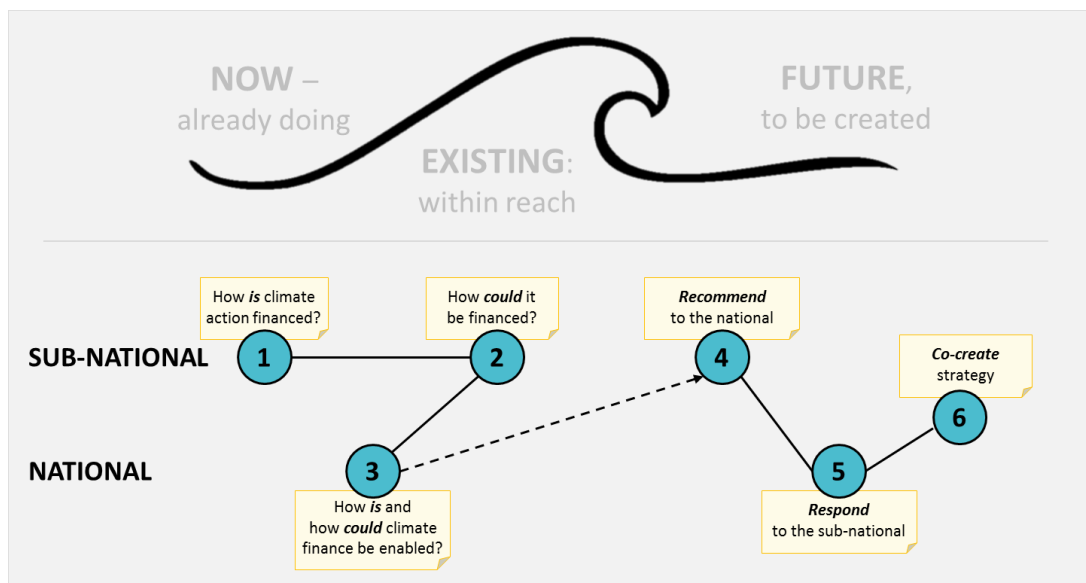 NOW –
already doing
FUTURE,
to be created
EXISTING:
within reach
How is climate
action financed?
How could it
be financed?
Recommend
to the national
SUB-NATIONAL
1
2
4
Co-create
strategy
6
NATIONAL
3
5
How is and
how could climate
finance be enabled?
Respond
to the sub-national